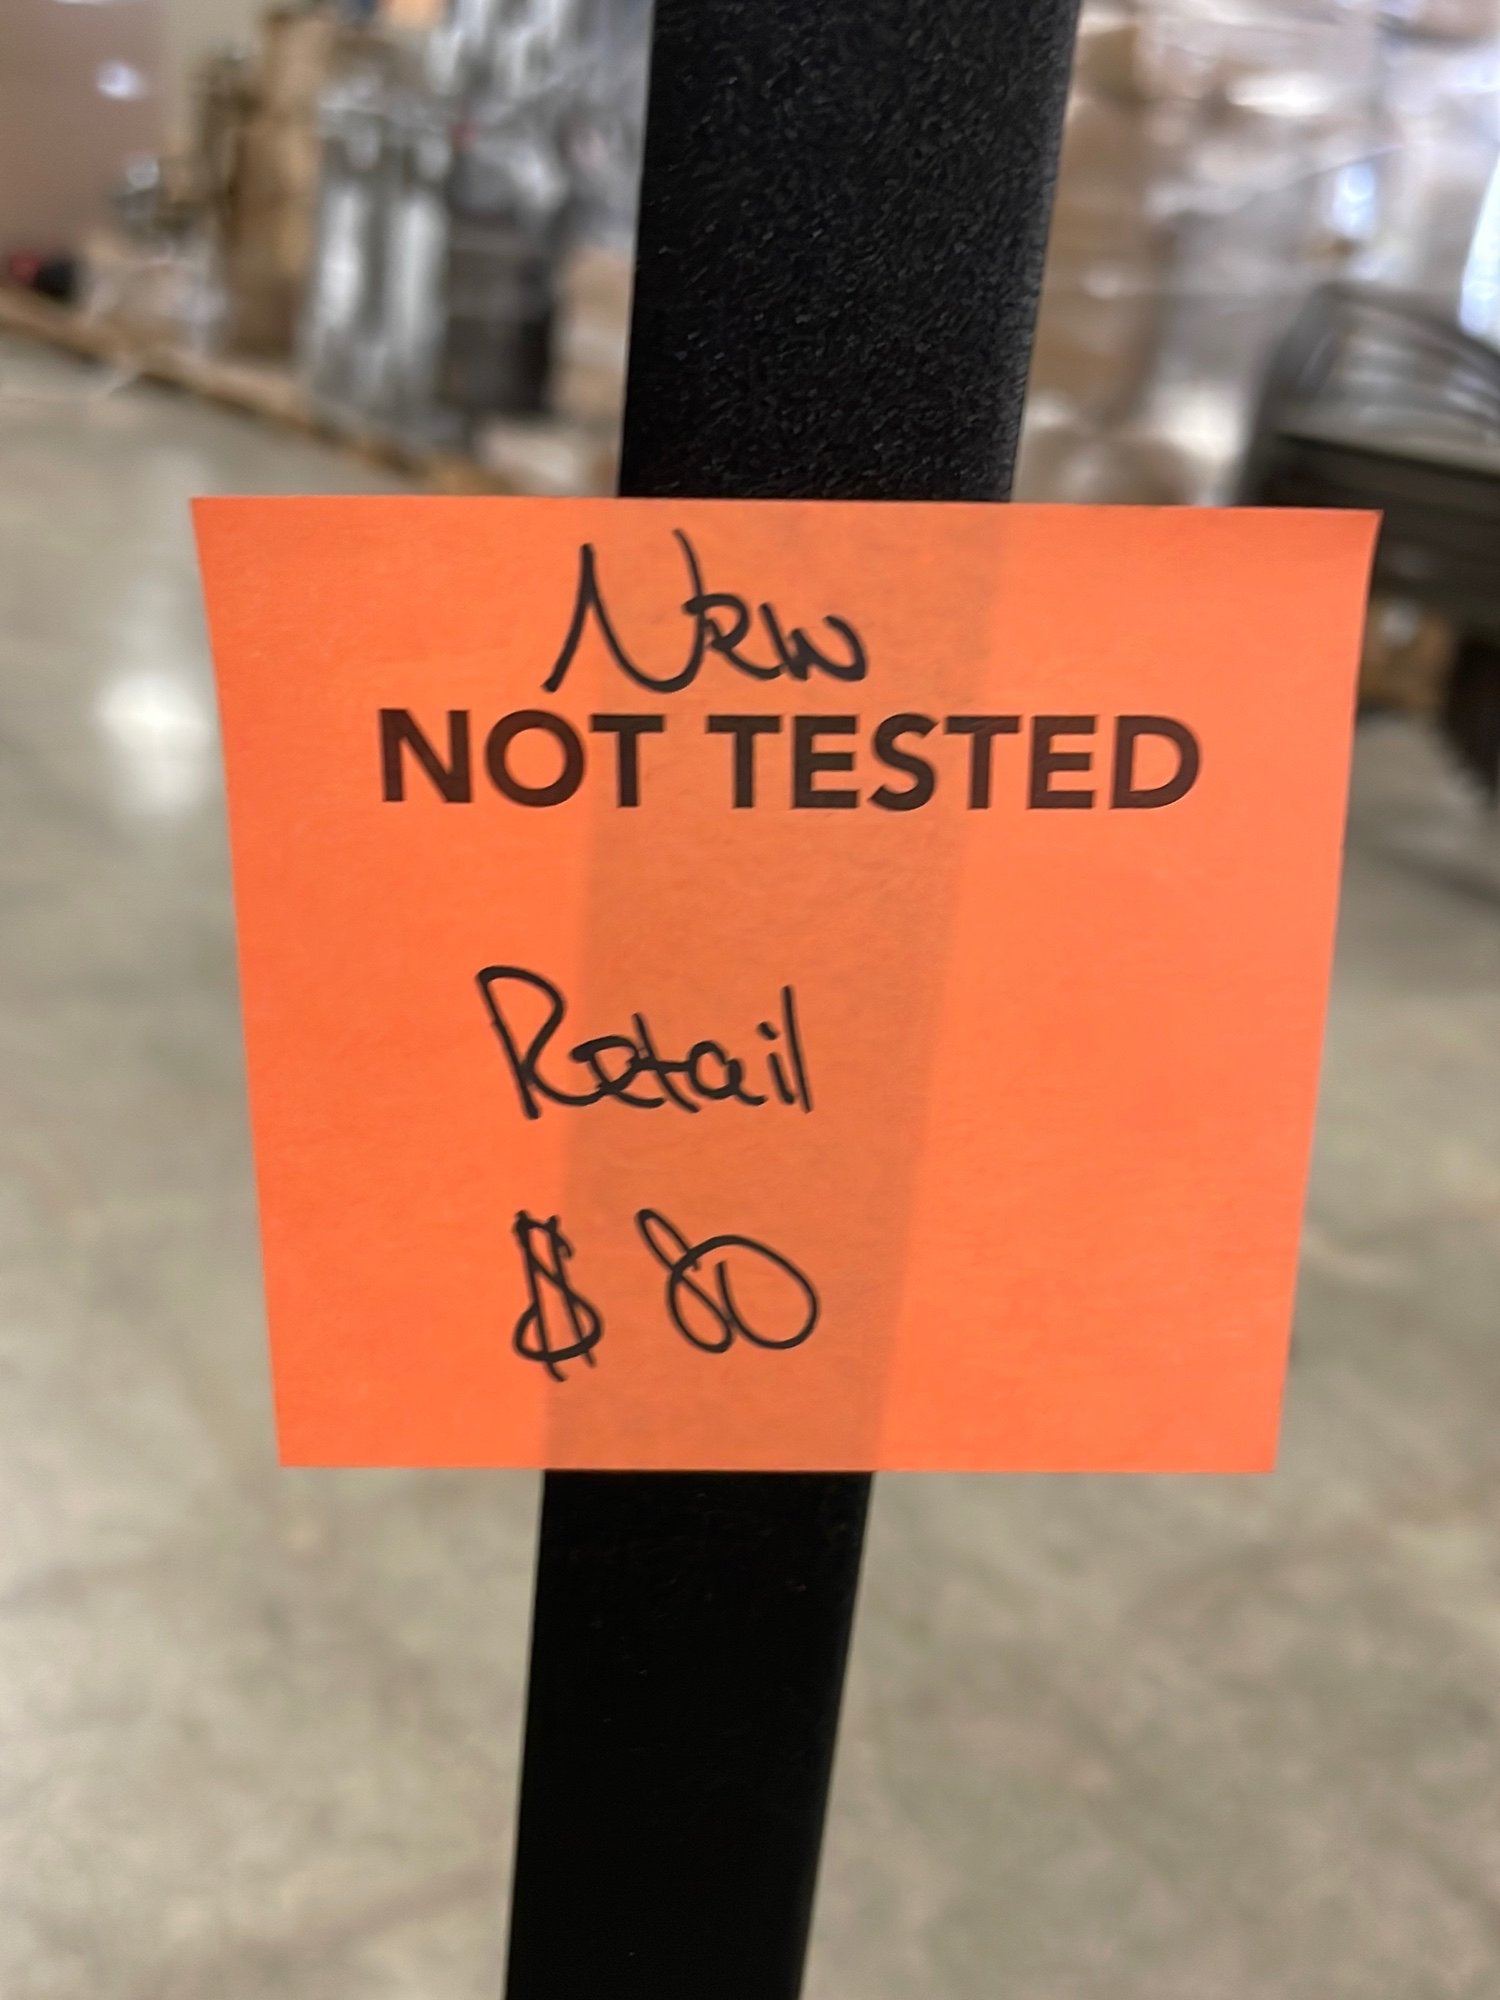 New
NOT TESTED
Retail
$ 80